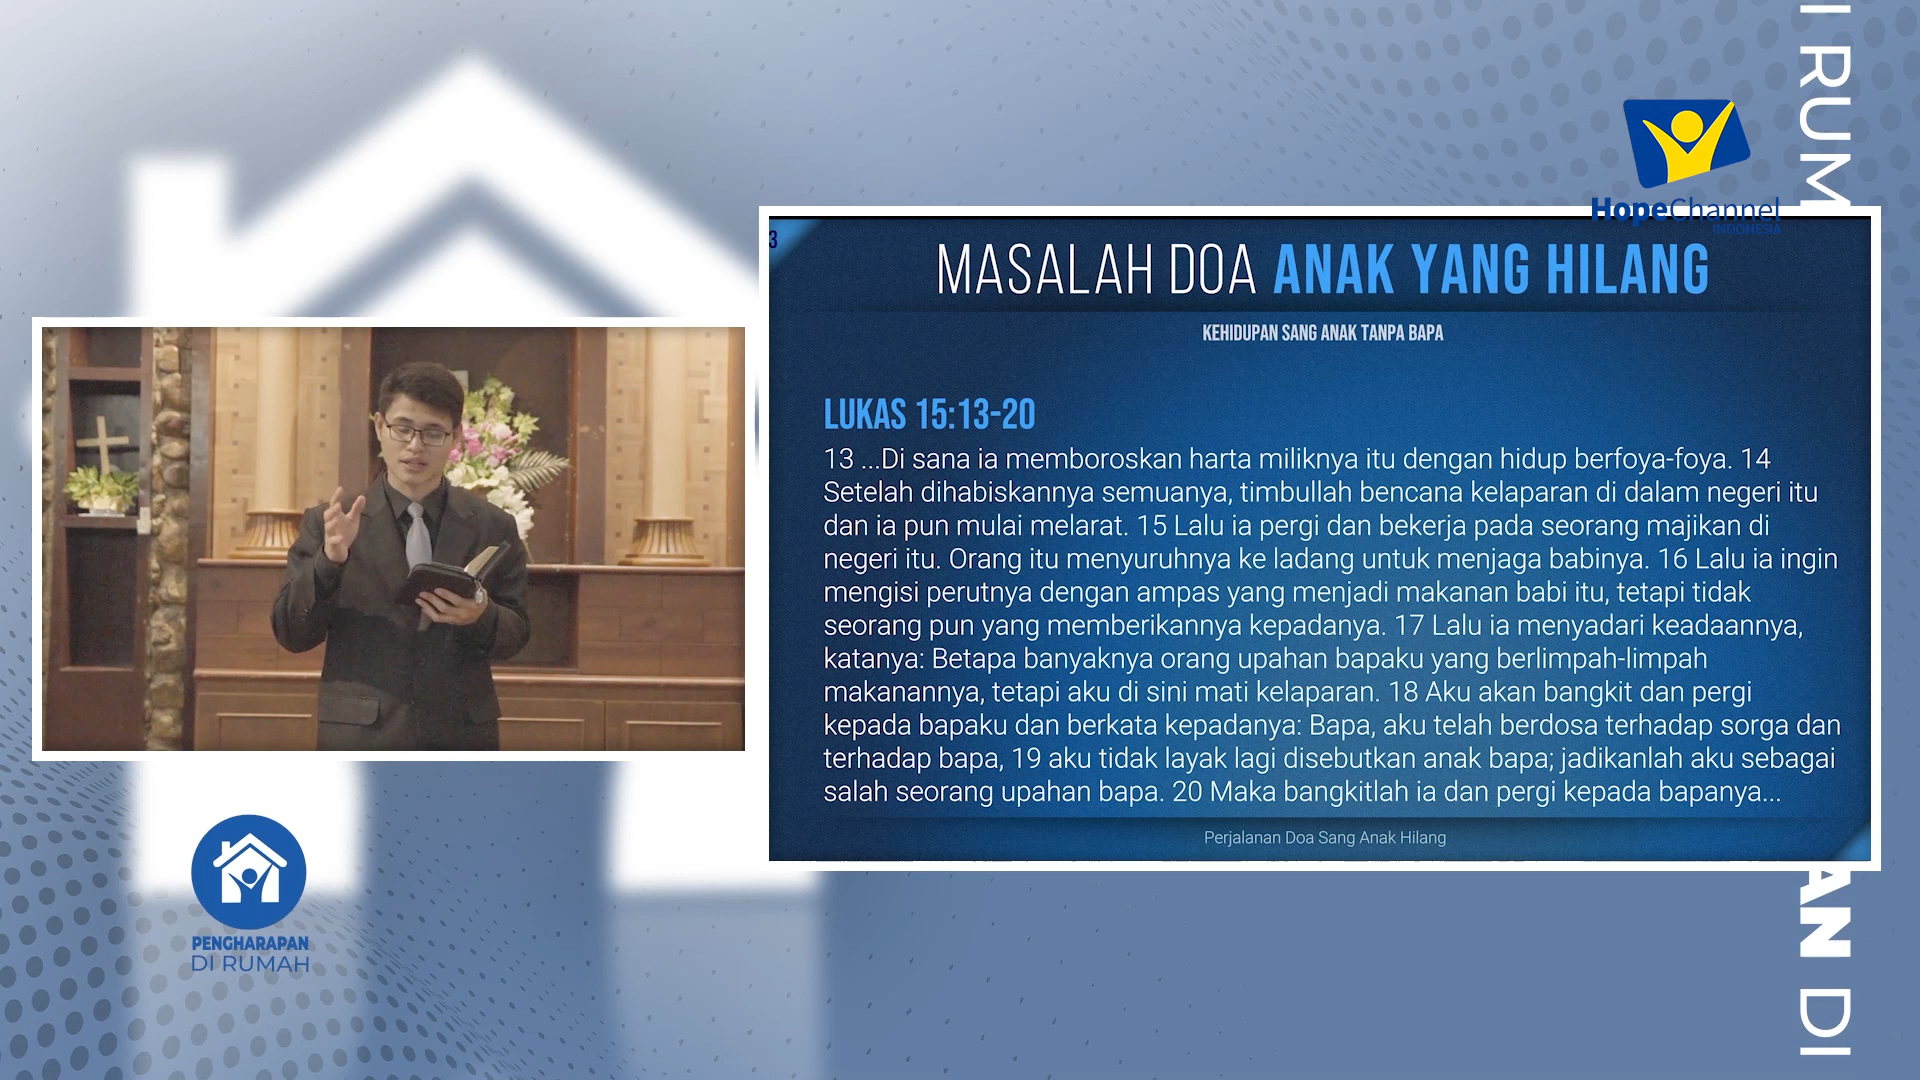 HopeChannel
INDONESIA
I RUM
3
MASALAH DOA ANAK YANG HILANG
KEHIDUPAN SANG ANAK TANPA BAPA
LUKAS 15:13-20
13 ...Di sana ia memboroskan harta miliknya itu dengan hidup berfoya-foya. 14
Setelah dihabiskannya semuanya, timbullah bencana kelaparan di dalam negeri itu
dan ia pun mulai melarat. 15 Lalu ia pergi dan bekerja pada seorang majikan di
negeri itu. Orang itu menyuruhnya ke ladang untuk menjaga babinya. 16 Lalu ia ingin
mengisi perutnya dengan ampas yang menjadi makanan babi itu, tetapi tidak
seorang pun yang memberikannya kepadanya. 17 Lalu ia menyadari keadaannya,
katanya: Betapa banyaknya orang upahan bapaku yang berlimpah-limpah
makanannya, tetapi aku di sini mati kelaparan. 18 Aku akan bangkit dan pergi
kepada bapaku dan berkata kepadanya: Bapa, aku telah berdosa terhadap sorga dan
terhadap bapa, 19 aku tidak layak lagi disebutkan anak bapa; jadikanlah aku sebagai
salah seorang upahan bapa. 20 Maka bangkitlah ia dan pergi kepada bapanya...
Perjalanan Doa Sang Anak Hilang
PENGHARAPAN
DI RUMAH
AN DI